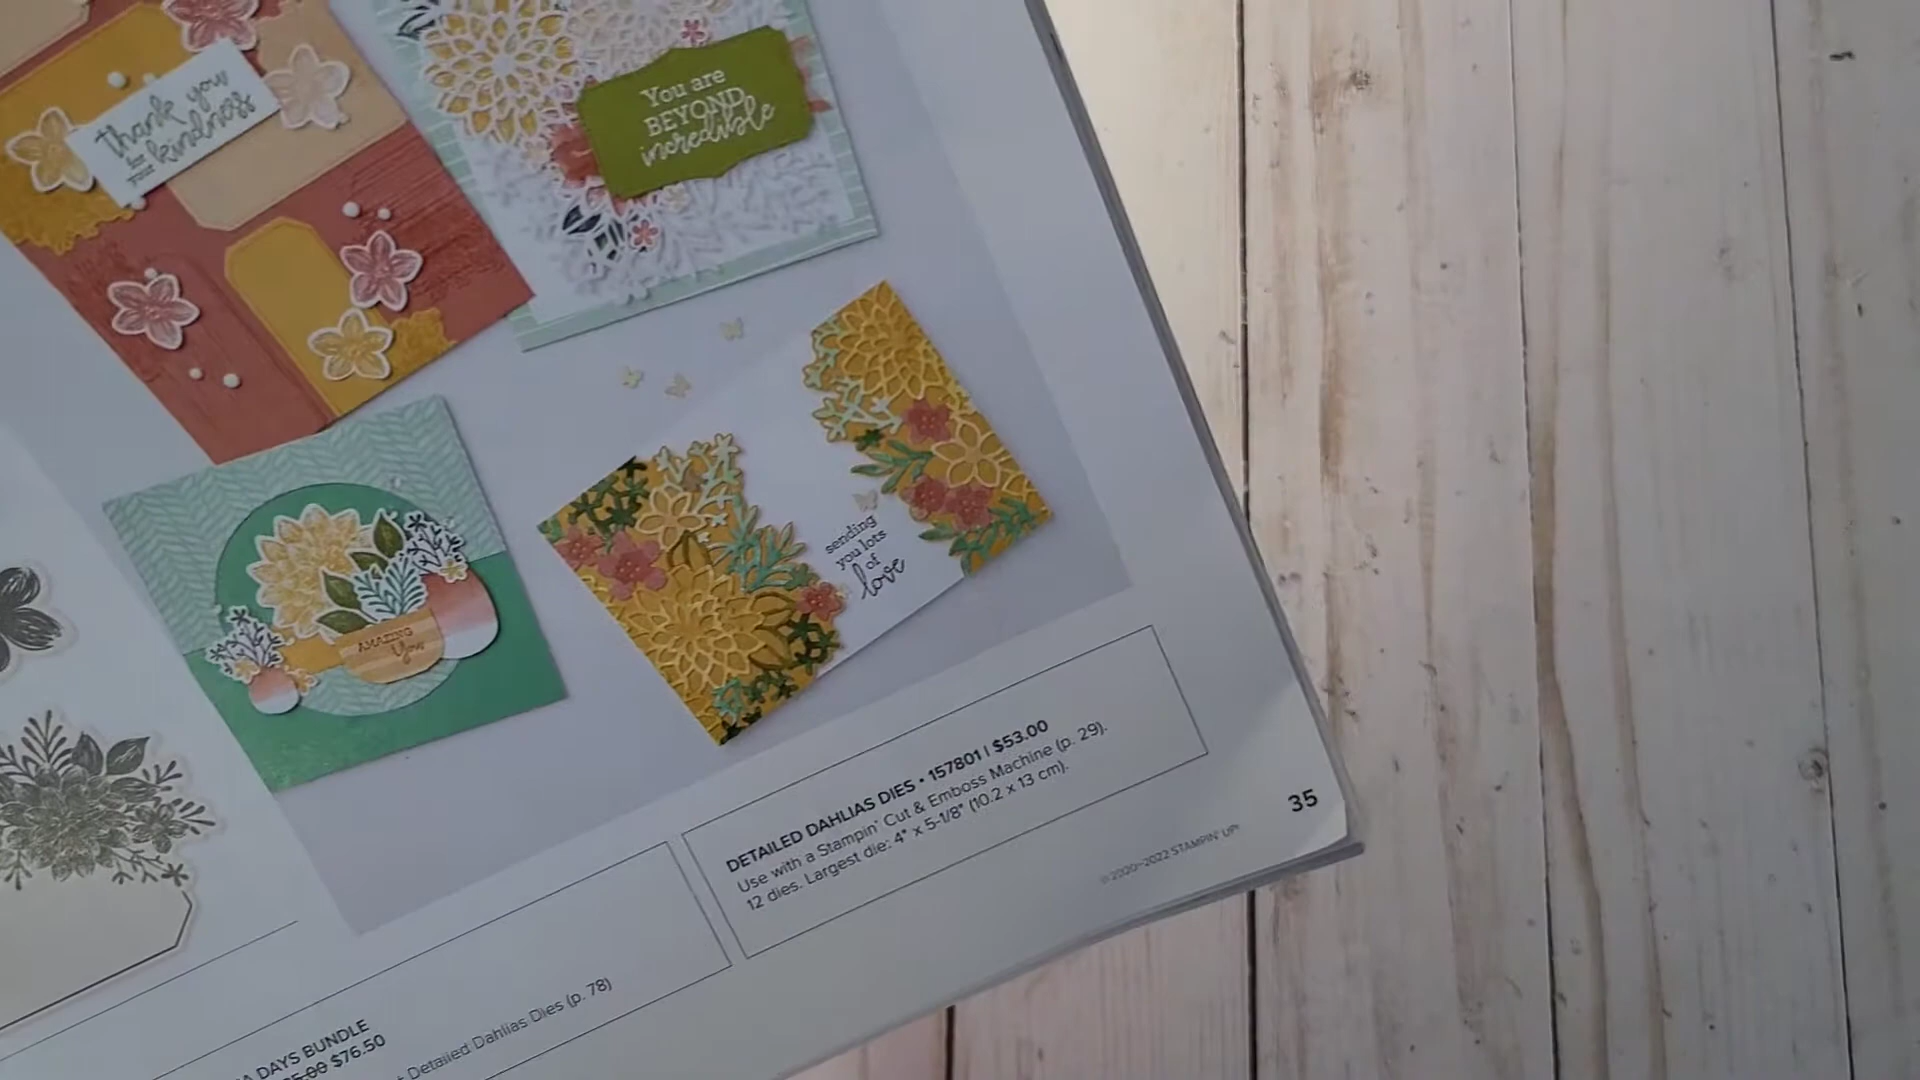 thank you
for
your kindness
You are
BEYOND
incredible
AMAZING
You
sending
you lots
of
love
DETAILED DAHLIAS DIES • 157801 | $53.00
Use with a Stampin' Cut & Emboss Machine (p. 29).
12 dies. Largest die: 4" x 5-1/8" (10.2 x 13 cm).
35
© 2020–2022 STAMPIN' UP!
DAYS BUNDLE
$76.50
Detailed Dahlias Dies (p. 78)